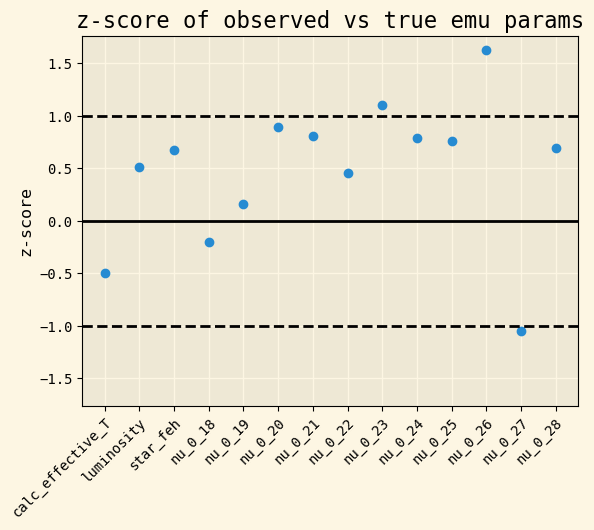 z-score of observed vs true emu params
z-score
1.5
1.0
0.5
0.0
−0.5
−1.0
−1.5
calc_effective_T
luminosity
star_feh
nu_0_18
nu_0_19
nu_0_20
nu_0_21
nu_0_22
nu_0_23
nu_0_24
nu_0_25
nu_0_26
nu_0_27
nu_0_28